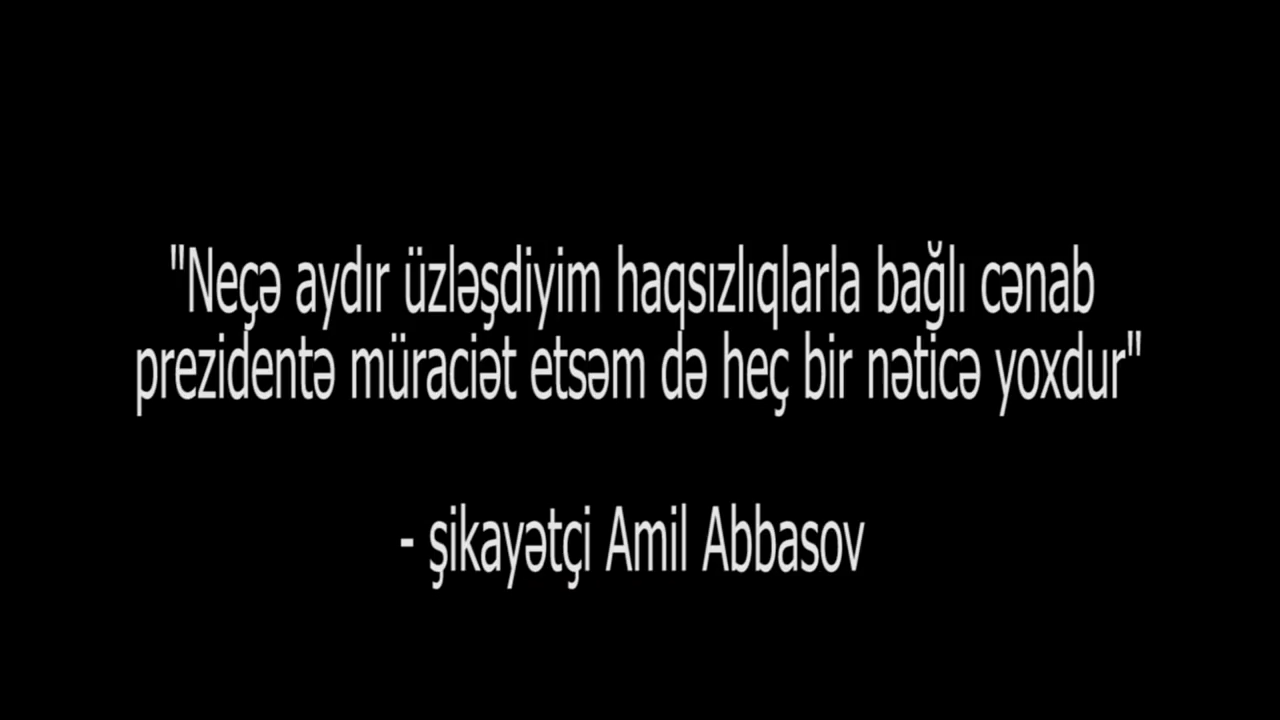 "Neçə aydır üzləşdiyim haqsızlıqlarla bağlı cənab
prezidentə müraciət etsəm də heç bir nəticə yoxdur"
- şikayətçi Amil Abbasov